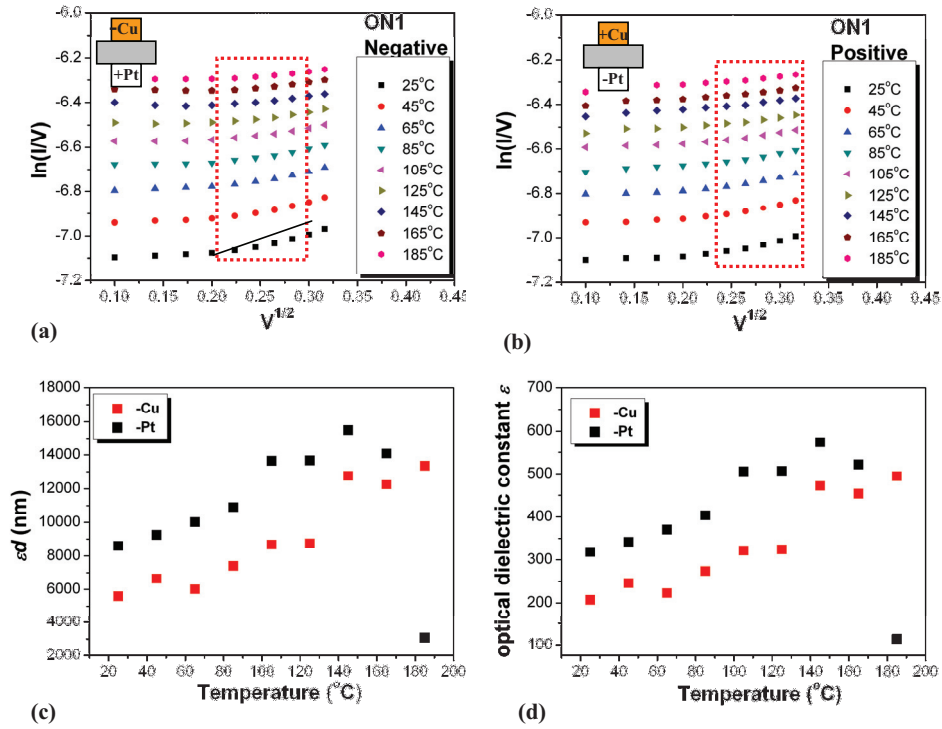 -Cu
+Pt
ON1
Negative
25°C
45°C
65°C
85°C
105°C
125°C
145°C
165°C
185°C
ln(I/V)
-6.0
-6.2
-6.4
-6.6
-6.8
-7.0
-7.2
0.10 0.15 0.20 0.25 0.30 0.35 0.40 0.45
V^1/2
(a)
+Cu
-Pt
ON1
Positive
25°C
45°C
65°C
85°C
105°C
125°C
145°C
165°C
185°C
ln(I/V)
-6.0
-6.2
-6.4
-6.6
-6.8
-7.0
-7.2
0.10 0.15 0.20 0.25 0.30 0.35 0.40 0.45
V^1/2
(b)
-Cu
-Pt
εd (nm)
18000
16000
14000
12000
10000
8000
6000
4000
2000
20 40 60 80 100 120 140 160 180 200
Temperature (°C)
(c)
-Cu
-Pt
optical dielectric constant ε
700
600
500
400
300
200
100
20 40 60 80 100 120 140 160 180 200
Temperature (°C)
(d)